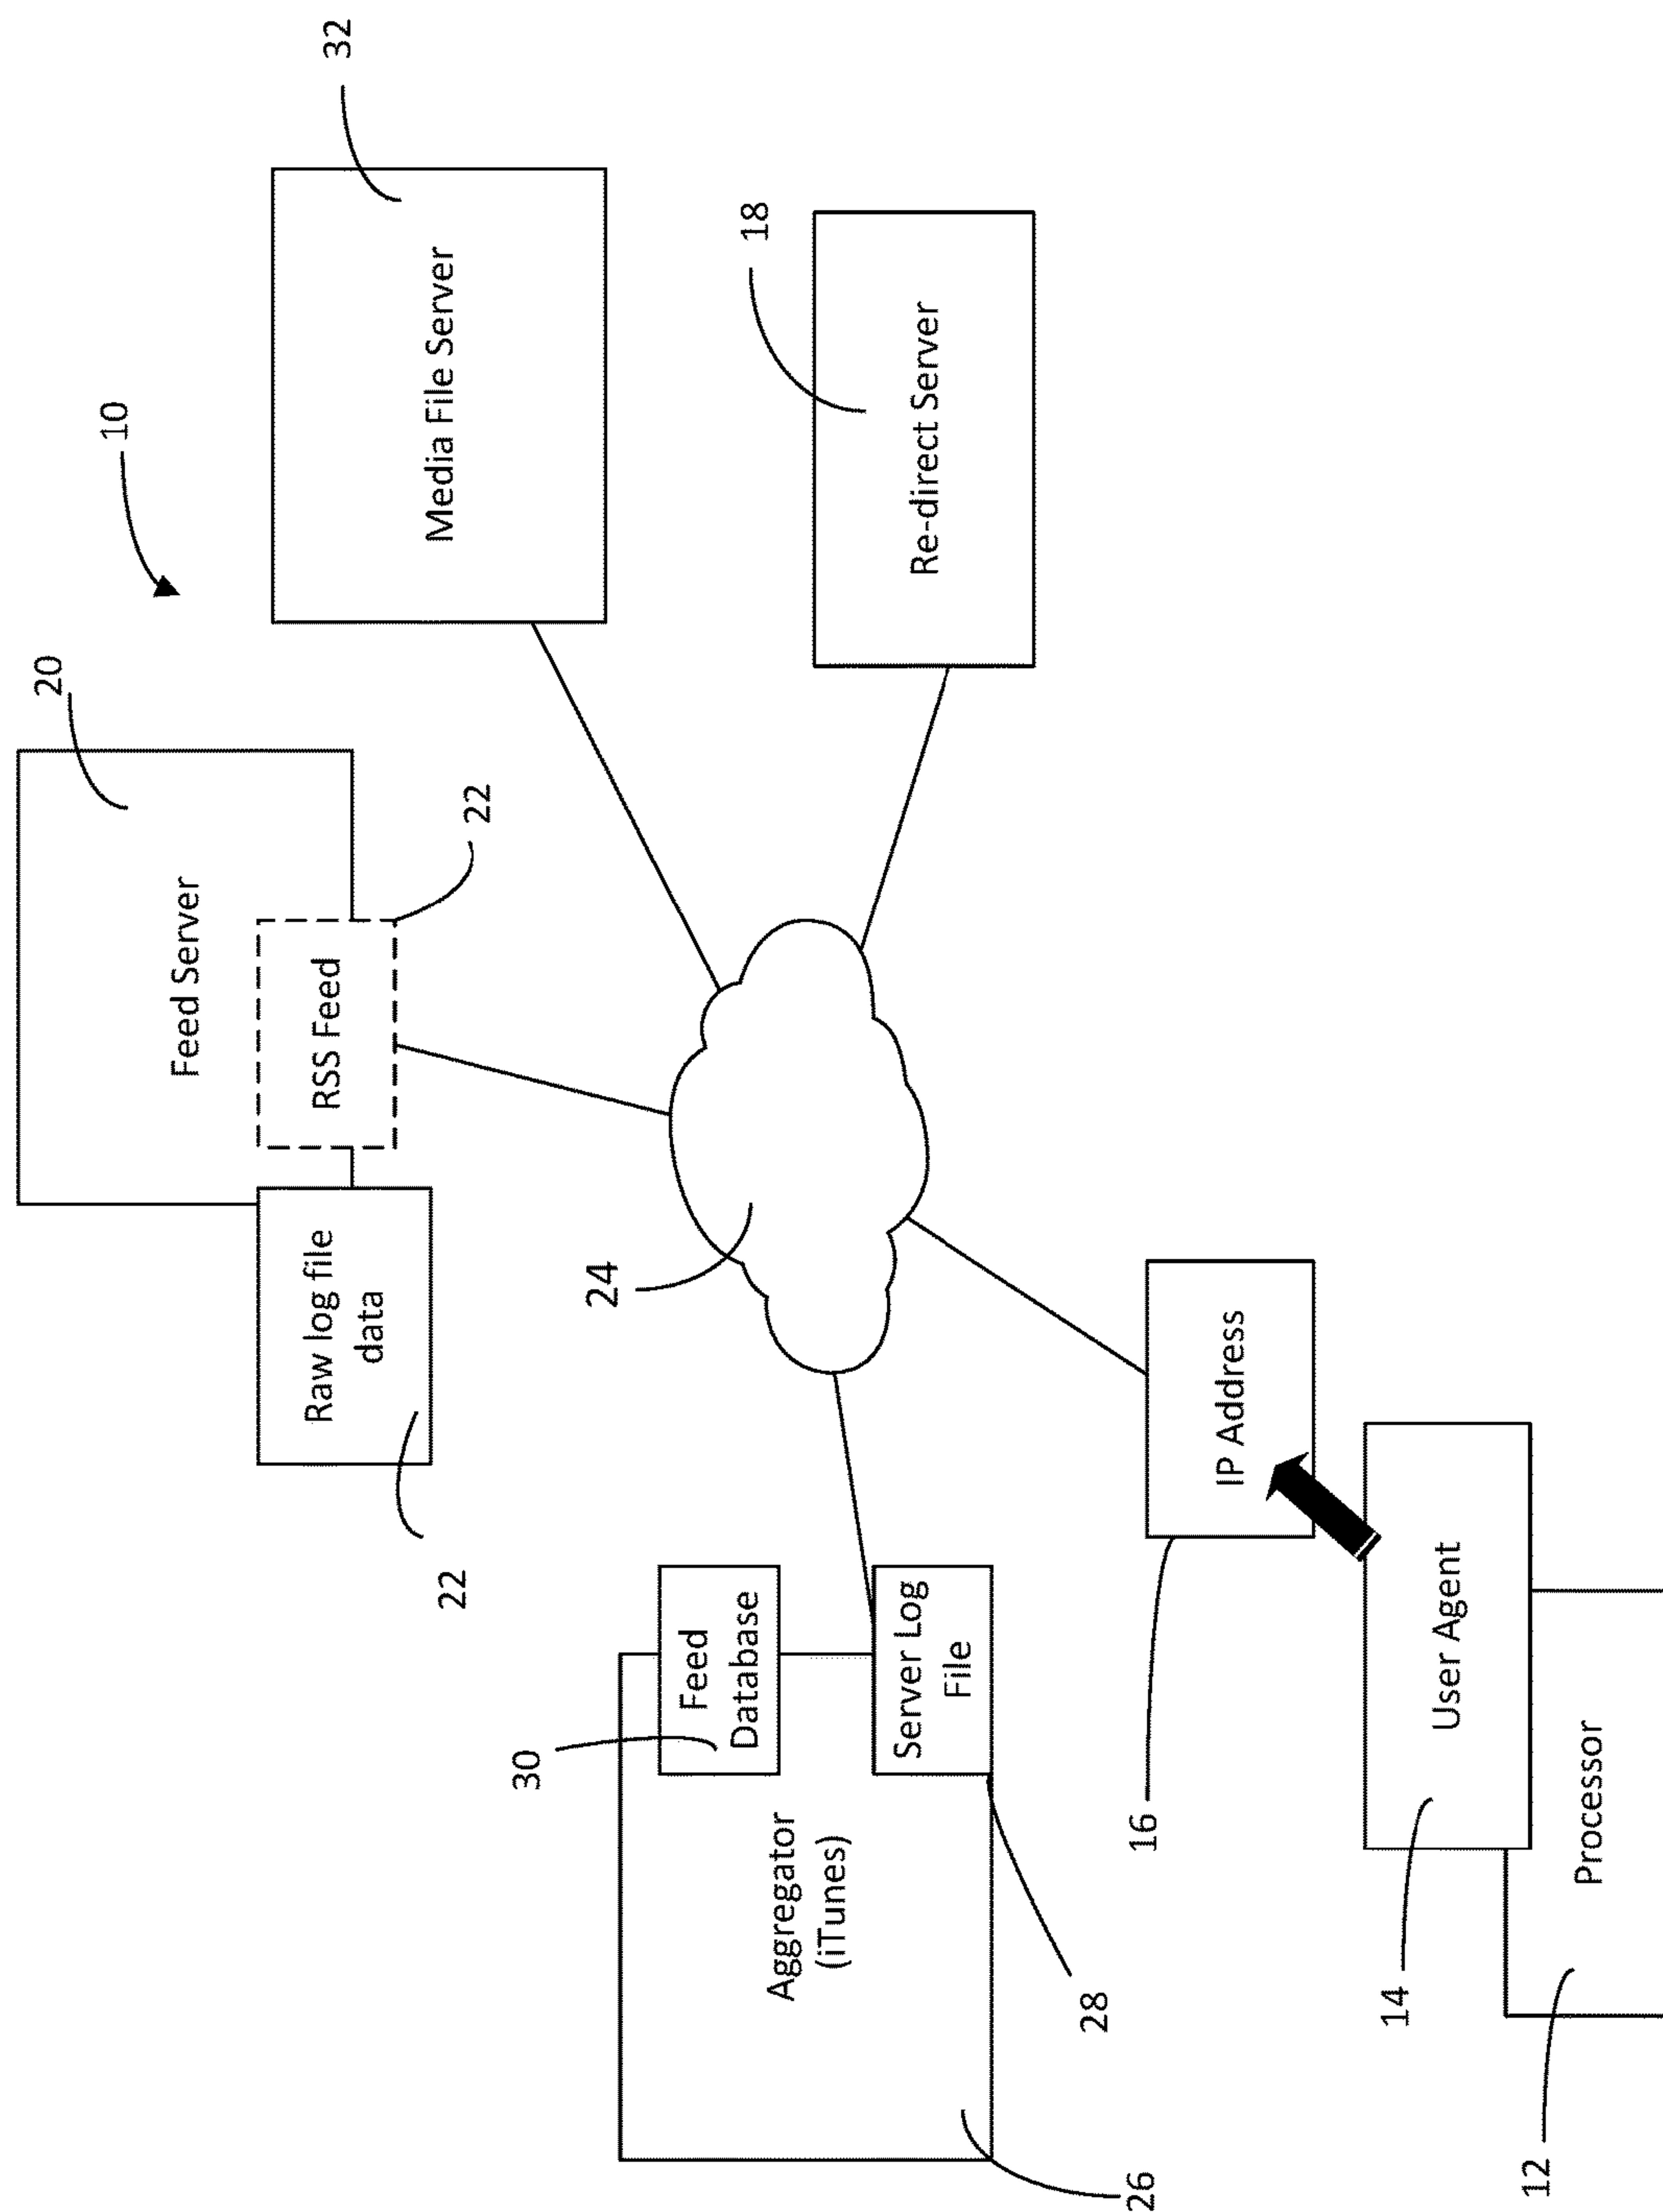 10
20
Feed Server
RSS Feed
22
Raw log file
data
22
Media File Server
32
Re-direct Server
18
24
30
Feed
Database
Server Log
File
Aggregator
(iTunes)
28
26
IP Address
16
User Agent
14
Processor
12